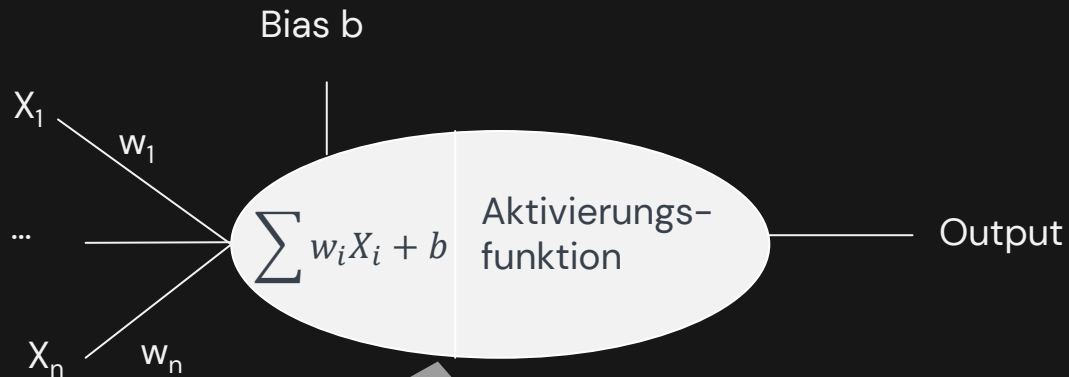 Bias b
X₁
w₁
...
∑ wᵢXᵢ + b
Aktivierungs-
funktion
Output
Xₙ
wₙ